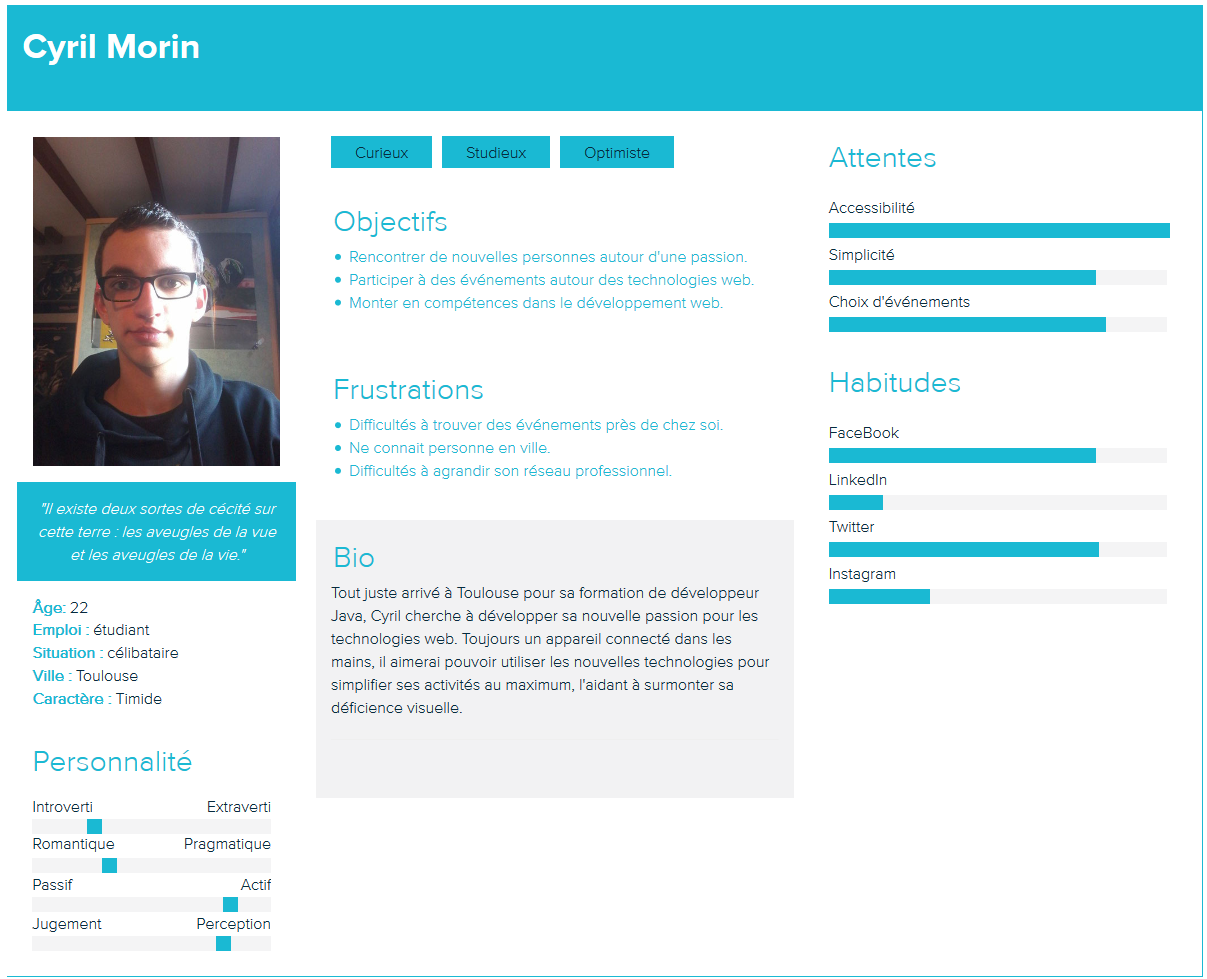 Cyril Morin
"Il existe deux sortes de cécité sur
cette terre : les aveugles de la vue
et les aveugles de la vie."
Âge: 22
Emploi : étudiant
Situation : célibataire
Ville : Toulouse
Caractère : Timide
Personnalité
Introverti Extraverti
Romantique Pragmatique
Passif Actif
Jugement Perception
Curieux Studieux Optimiste
Objectifs
Rencontrer de nouvelles personnes autour d'une passion.
Participer à des événements autour des technologies web.
Monter en compétences dans le développement web.
Frustrations
Difficultés à trouver des événements près de chez soi.
Ne connait personne en ville.
Difficultés à agrandir son réseau professionnel.
Bio
Tout juste arrivé à Toulouse pour sa formation de développeur
Java, Cyril cherche à développer sa nouvelle passion pour les
technologies web. Toujours un appareil connecté dans les
mains, il aimerai pouvoir utiliser les nouvelles technologies pour
simplifier ses activités au maximum, l'aidant à surmonter sa
déficience visuelle.
Attentes
Accessibilité
Simplicité
Choix d'événements
Habitudes
FaceBook
LinkedIn
Twitter
Instagram